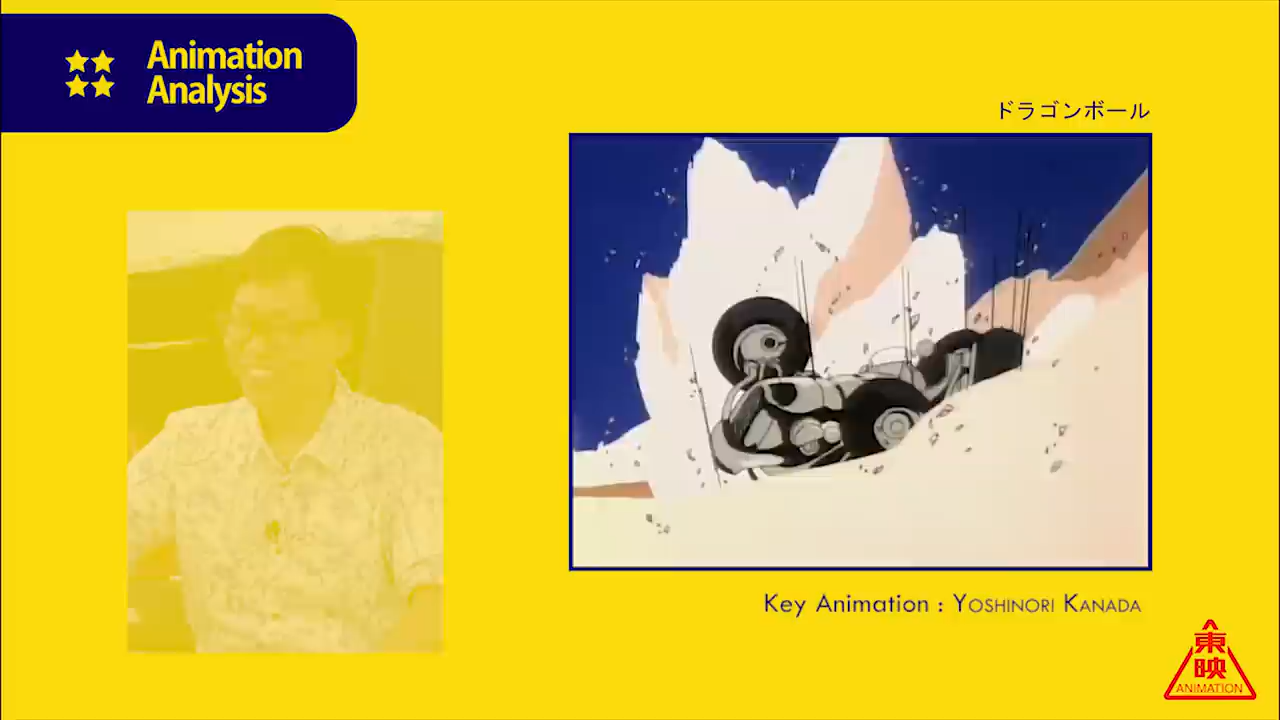 Animation
Analysis
ドラゴンボール
Key Animation : YOSHINORI KANADA
東
映
ANIMATION